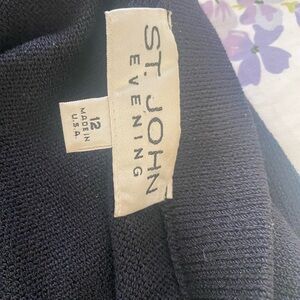 ST. JOHN
EVENING
12
MADE IN
U.S.A.